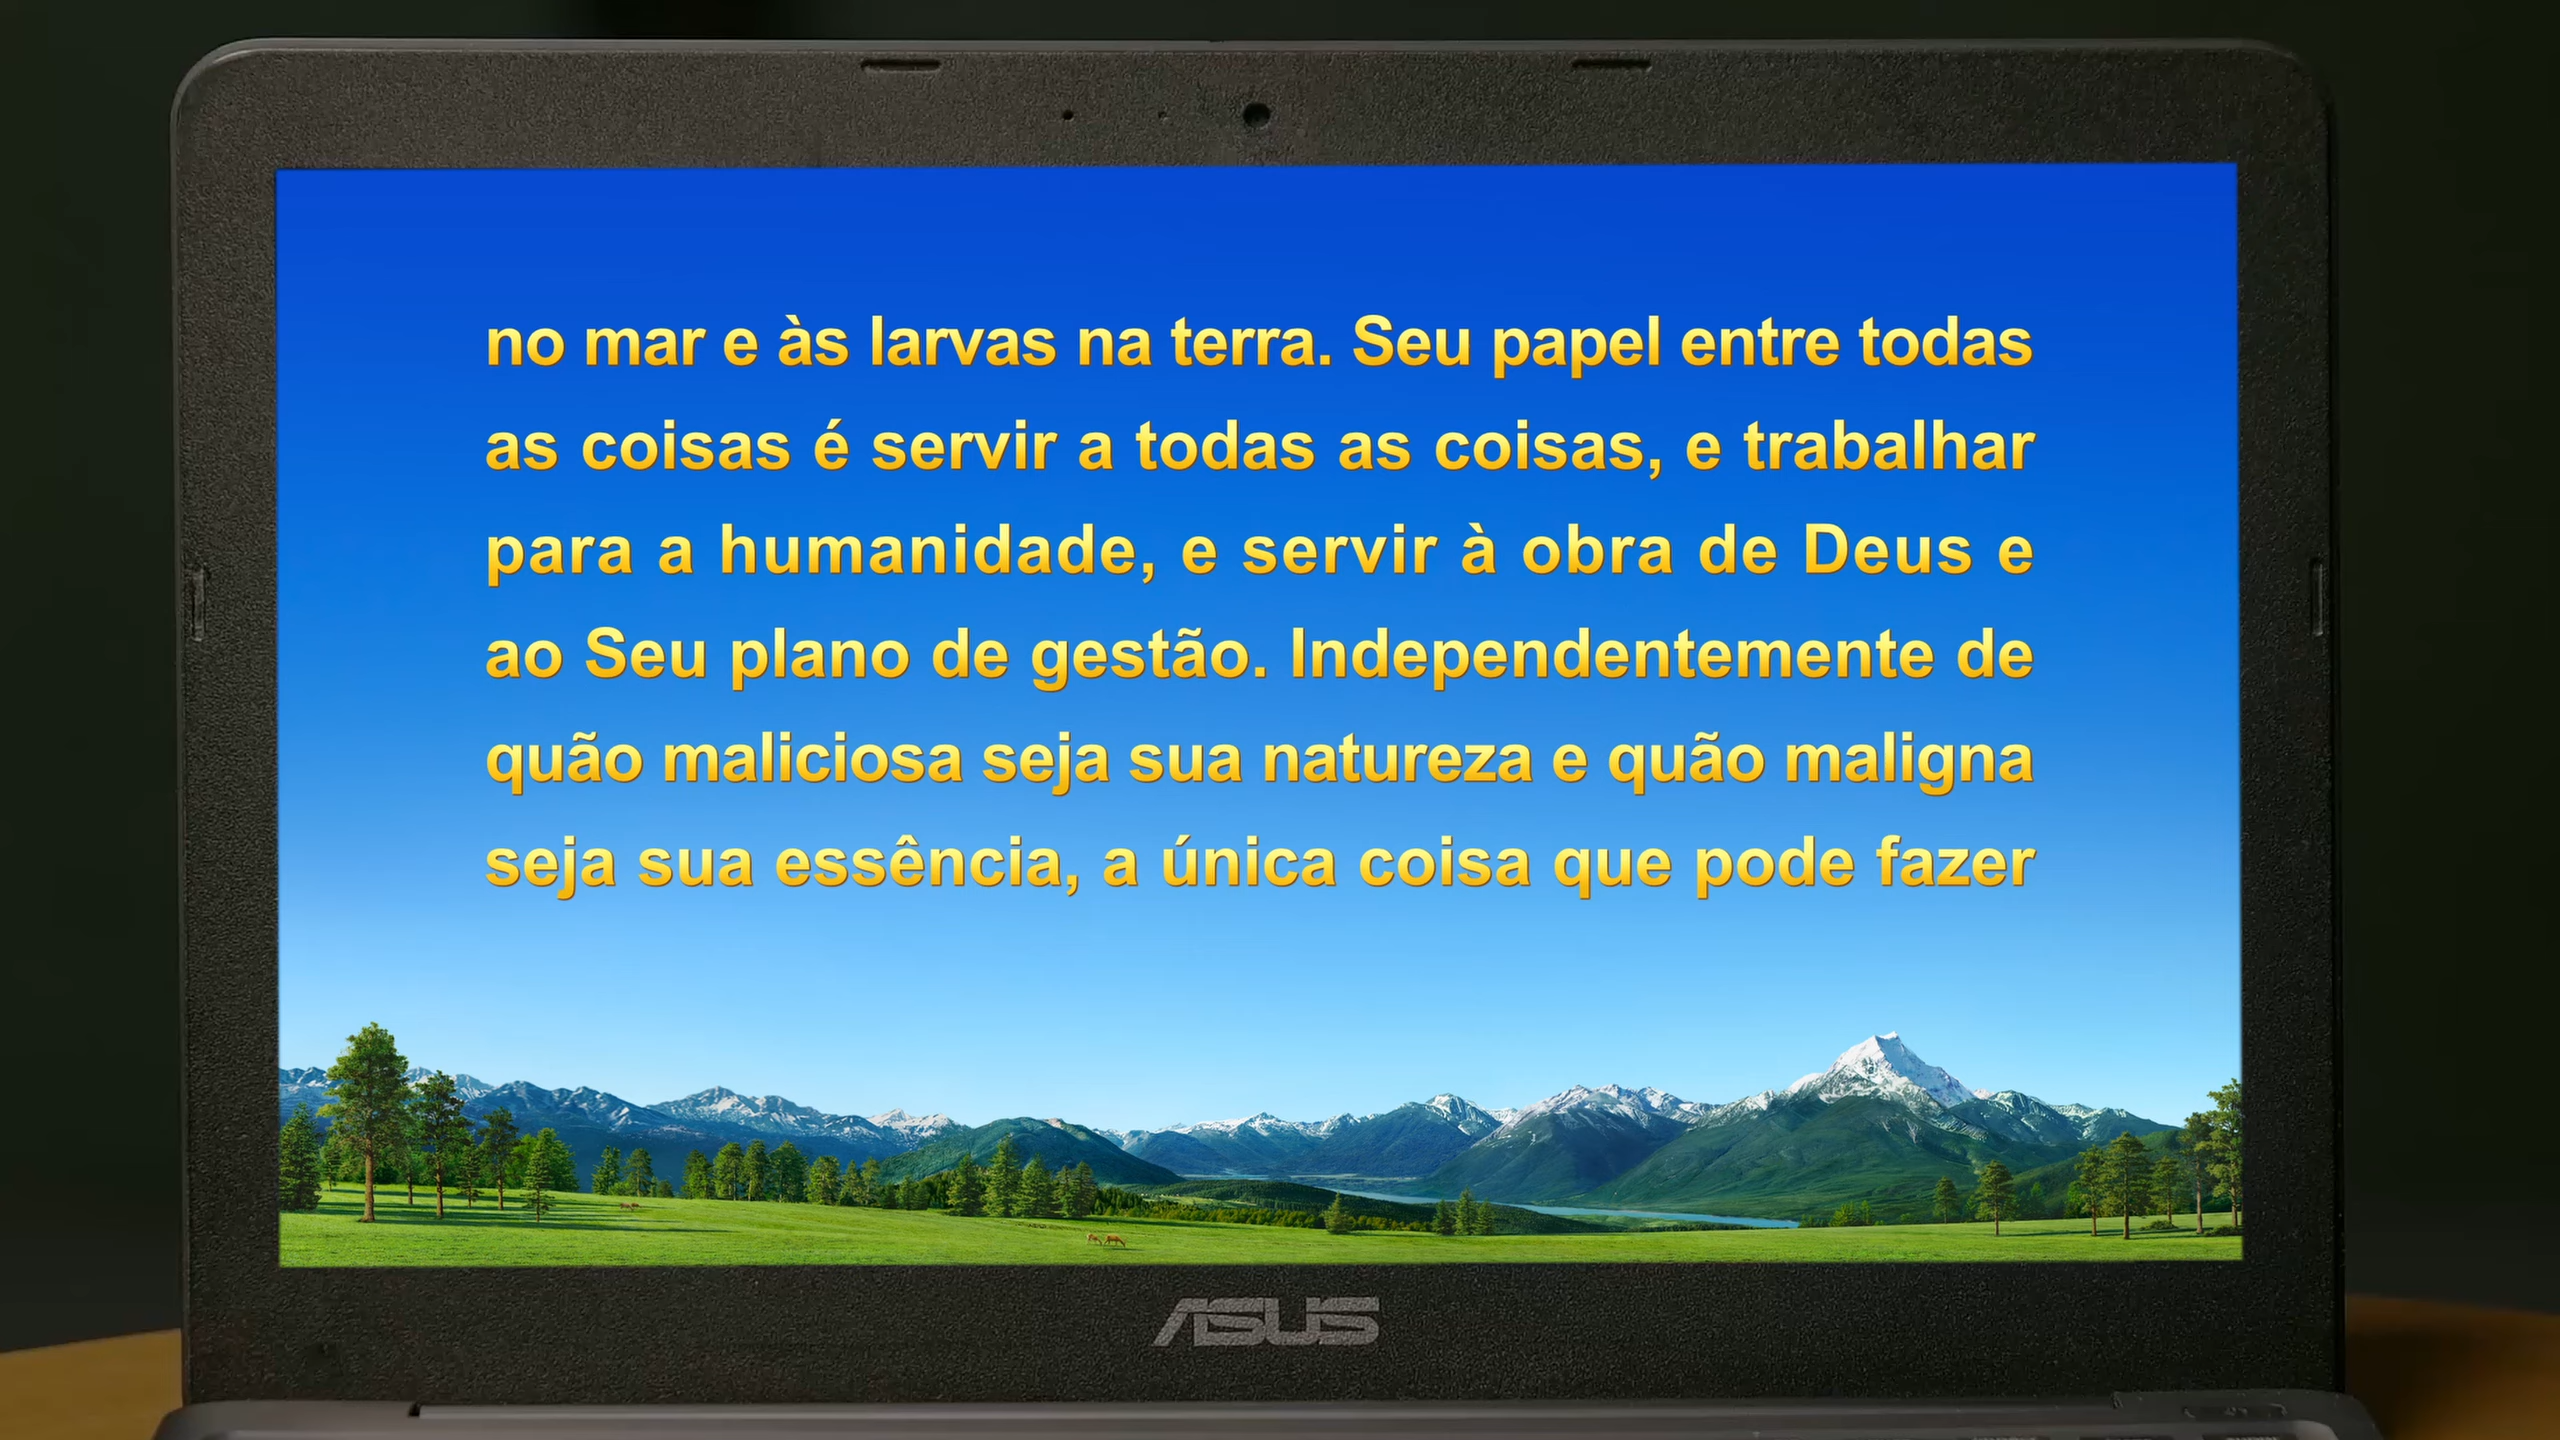 no mar e às larvas na terra. Seu papel entre todas
as coisas é servir a todas as coisas, e trabalhar
para a humanidade, e servir à obra de Deus e
ao Seu plano de gestão. Independentemente de
quão maliciosa seja sua natureza e quão maligna
seja sua essência, a única coisa que pode fazer
ASUS